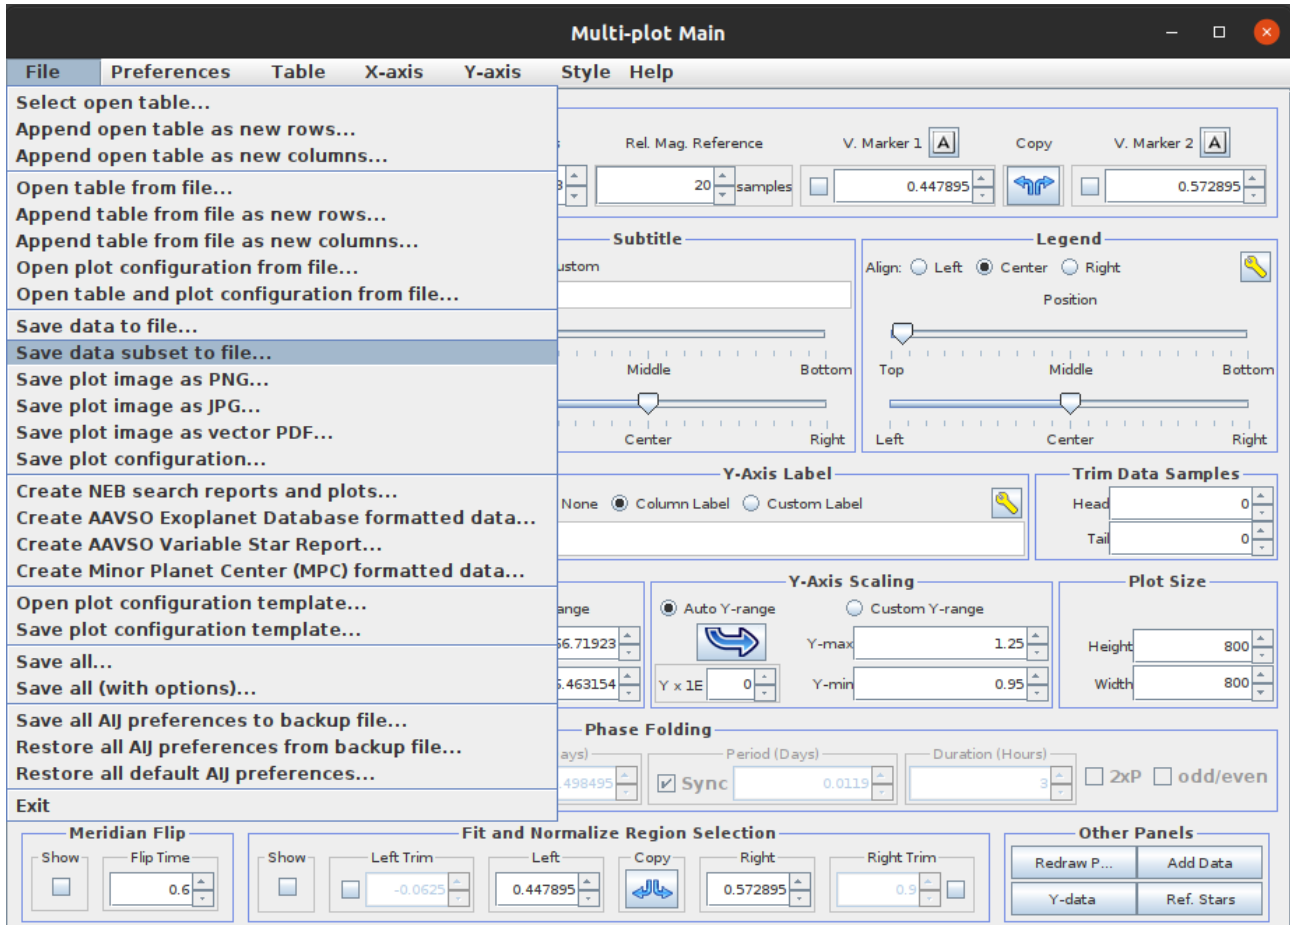 Multi-plot Main
File Preferences Table X-axis Y-axis Style Help
Select open table...
Append open table as new rows...
Append open table as new columns...
Open table from file...
Append table from file as new rows...
Append table from file as new columns...
Open plot configuration from file...
Open table and plot configuration from file...
Save data to file...
Save data subset to file...
Save plot image as PNG...
Save plot image as JPG...
Save plot image as vector PDF...
Save plot configuration...
Create NEB search reports and plots...
Create AAVSO Exoplanet Database formatted data...
Create AAVSO Variable Star Report...
Create Minor Planet Center (MPC) formatted data...
Open plot configuration template...
Save plot configuration template...
Save all...
Save all (with options)...
Save all AIJ preferences to backup file...
Restore all AIJ preferences from backup file...
Restore all default AIJ preferences...
Exit
Rel. Mag. Reference V. Marker 1 A Copy V. Marker 2 A
20 samples 0.447895 0.572895
Subtitle
Legend
Align: Left Center Right
Position
Middle Bottom
Top Middle Bottom
Center Right
Left Center Right
Y-Axis Label
None Column Label Custom Label
Trim Data Samples
Head 0
Tail 0
Y-Axis Scaling
Auto Y-range Custom Y-range
Y-max 1.25
Y x 1E 0 Y-min 0.95
Plot Size
Height 800
Width 800
Phase Folding
Period (Days) Duration (Hours)
Sync 0.0119 3 2xP odd/even
Meridian Flip
Show Flip Time
0.6
Fit and Normalize Region Selection
Show Left Trim Left Copy Right Right Trim
-0.0625 0.447895 0.572895 0.9
Other Panels
Redraw P... Add Data
Y-data Ref. Stars